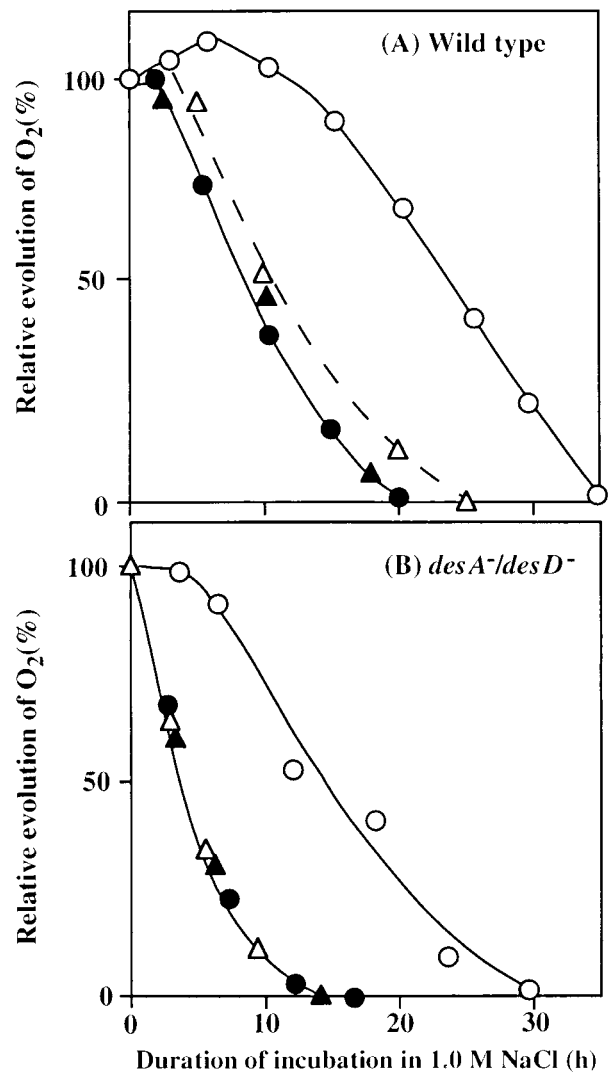 (A) Wild type
100
50
0
Relative evolution of O2(%)
(B) desA-/desD-
100
50
0
Relative evolution of O2(%)
0 10 20 30
Duration of incubation in 1.0 M NaCl (h)